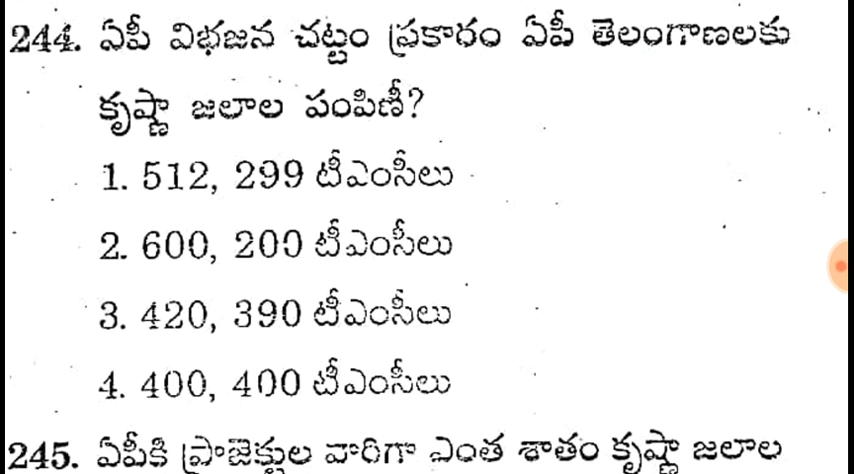 244. ఏపీ విభజన చట్టం ప్రకారం ఏపీ తెలంగాణలకు
కృష్ణా జలాల పంపిణీ?
1. 512, 299 టీఎంసీలు
2. 600, 200 టీఎంసీలు
3. 420, 390 టీఎంసీలు
4. 400, 400 టీఎంసీలు
245. ఏపీకి ప్రాజెక్టుల వారిగా ఎంత శాతం కృష్ణా జలాల